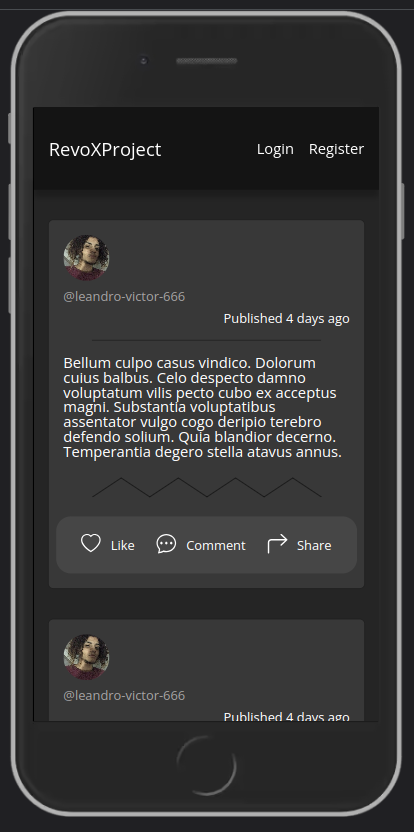 RevoXProject Login Register
@leandro-victor-666
Published 4 days ago
Bellum culpo casus vindico. Dolorum
cuius balbus. Celo despecto damno
voluptatum vilis pecto cubo ex acceptus
magni. Substantia voluptatibus
assentator vulgo cogo deripio terebro
defendo solium. Quia blandior decerno.
Temperantia degero stella atavus annus.
Like Comment Share
@leandro-victor-666
Published 4 days ago